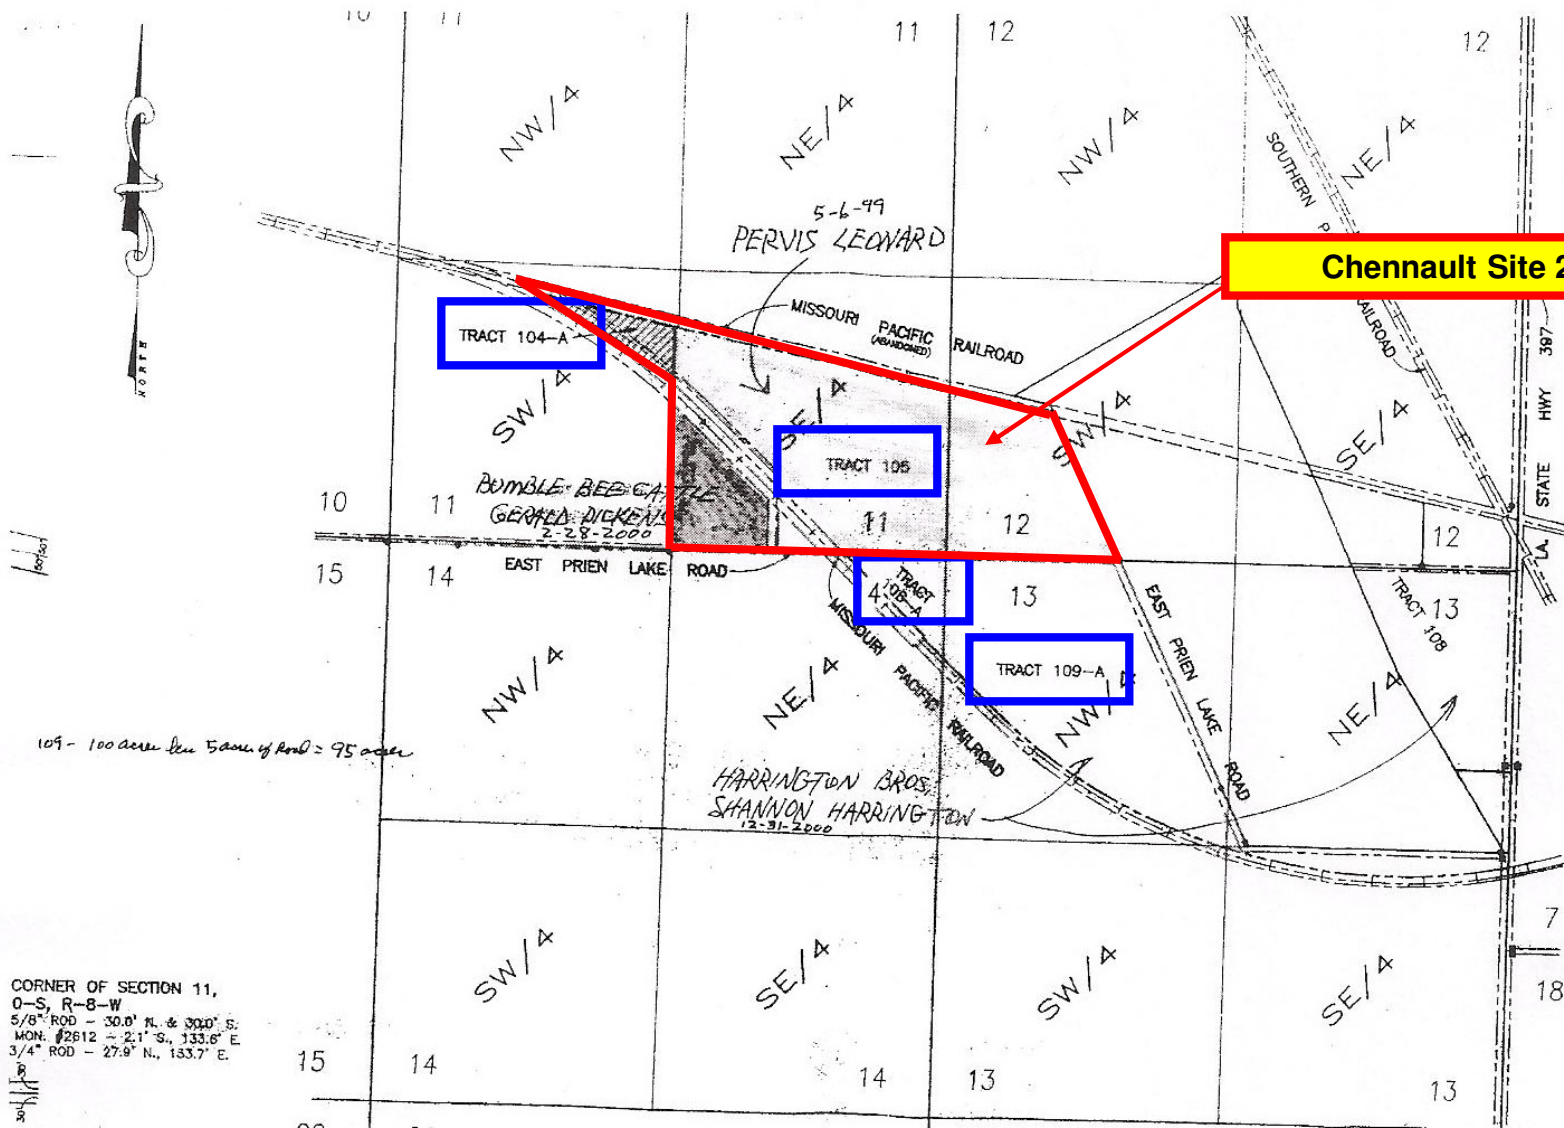 10 11
11 12
12
NW/4
NE/4
NW/4
NE/4
SOUTHERN
RAILROAD
5-6-99
PERVIS LEONARD
Chennault Site 2
NORTH
MISSOURI PACIFIC RAILROAD
(ABANDONED)
TRACT 104-A
LA. STATE HWY 397
SW/4
SE/4
SW/4
SE/4
TRACT 105
10 11
11 12
12
BUMBLE BEE CATTLE
GERALD DICKENS
2-28-2000
EAST PRIEN LAKE ROAD
15 14
TRACT
108-A
13
13
TRACT 108
EAST PRIEN LAKE ROAD
MISSOURI PACIFIC RAILROAD
TRACT 109-A
NW/4
NE/4
NW/4
NE/4
109 - 100 acres less 5 acres of Road = 95 acres
HARRINGTON BROS.
SHANNON HARRINGTON
12-31-2000
SW/4
SE/4
SW/4
SE/4
7
18
CORNER OF SECTION 11,
0-S, R-8-W
5/8" ROD - 30.0' N. & 30.0' S.
MON. #2612 - 2.1' S., 133.6' E.
3/4" ROD - 27.9' N., 133.7' E.
15 14
14 13
13